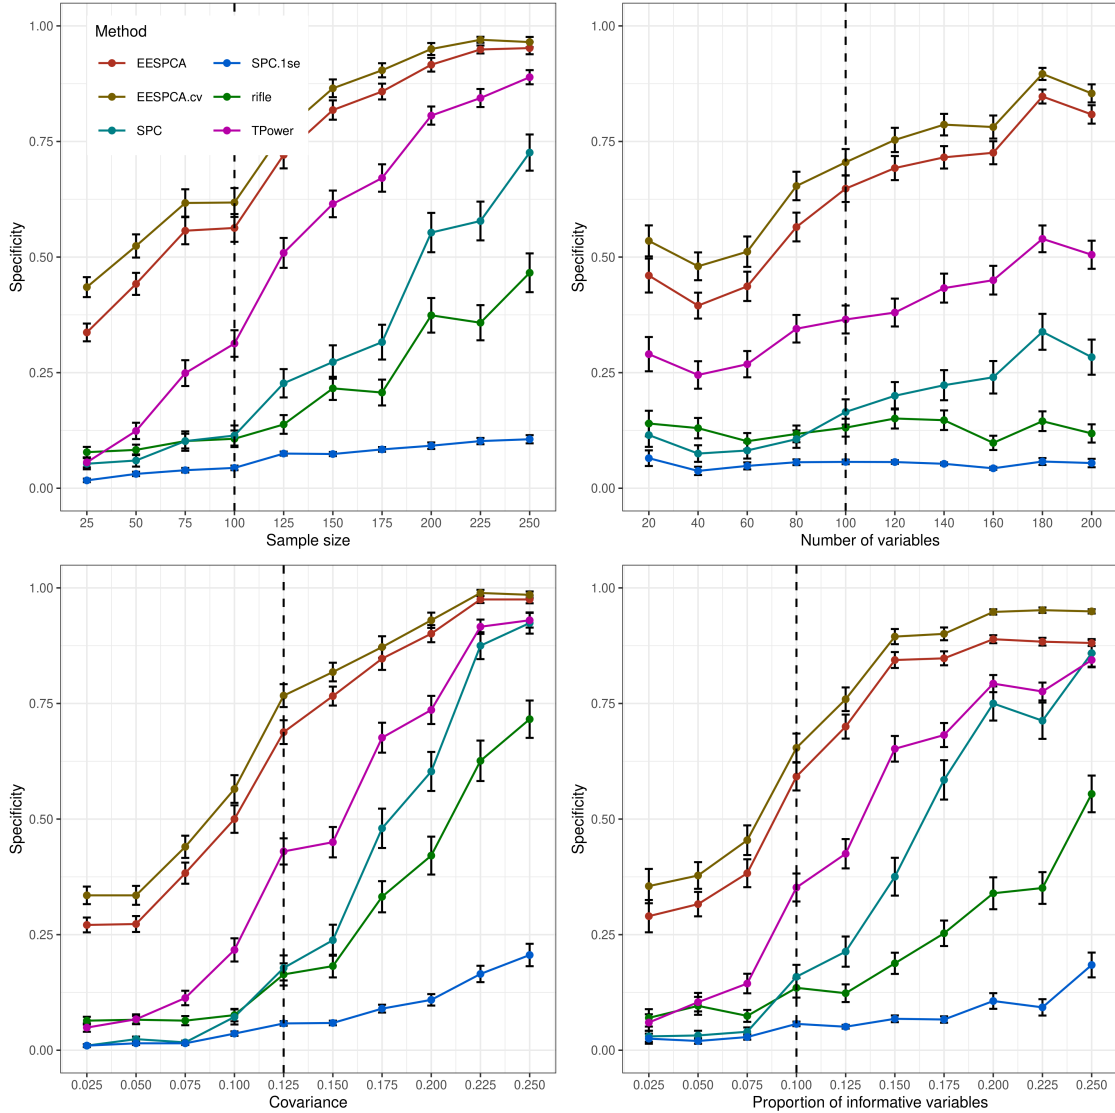 Method
EESPCA
SPC.1se
EESPCA.cv
rifle
SPC
TPower
Specificity
1.00
0.75
0.50
0.25
0.00
25 50 75 100 125 150 175 200 225 250
Sample size
Specificity
1.00
0.75
0.50
0.25
0.00
20 40 60 80 100 120 140 160 180 200
Number of variables
Specificity
1.00
0.75
0.50
0.25
0.00
0.025 0.050 0.075 0.100 0.125 0.150 0.175 0.200 0.225 0.250
Covariance
Specificity
1.00
0.75
0.50
0.25
0.00
0.025 0.050 0.075 0.100 0.125 0.150 0.175 0.200 0.225 0.250
Proportion of informative variables